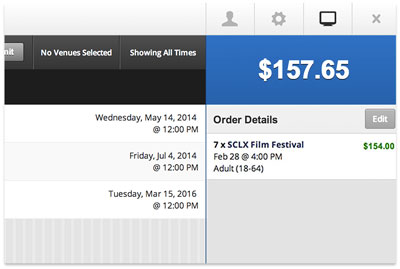 No Venues Selected
Showing All Times
$157.65
Wednesday, May 14, 2014
@ 12:00 PM
Friday, Jul 4, 2014
@ 12:00 PM
Tuesday, Mar 15, 2016
@ 12:00 PM
Order Details
Edit
7 x SCLX Film Festival
$154.00
Feb 28 @ 4:00 PM
Adult (18-64)